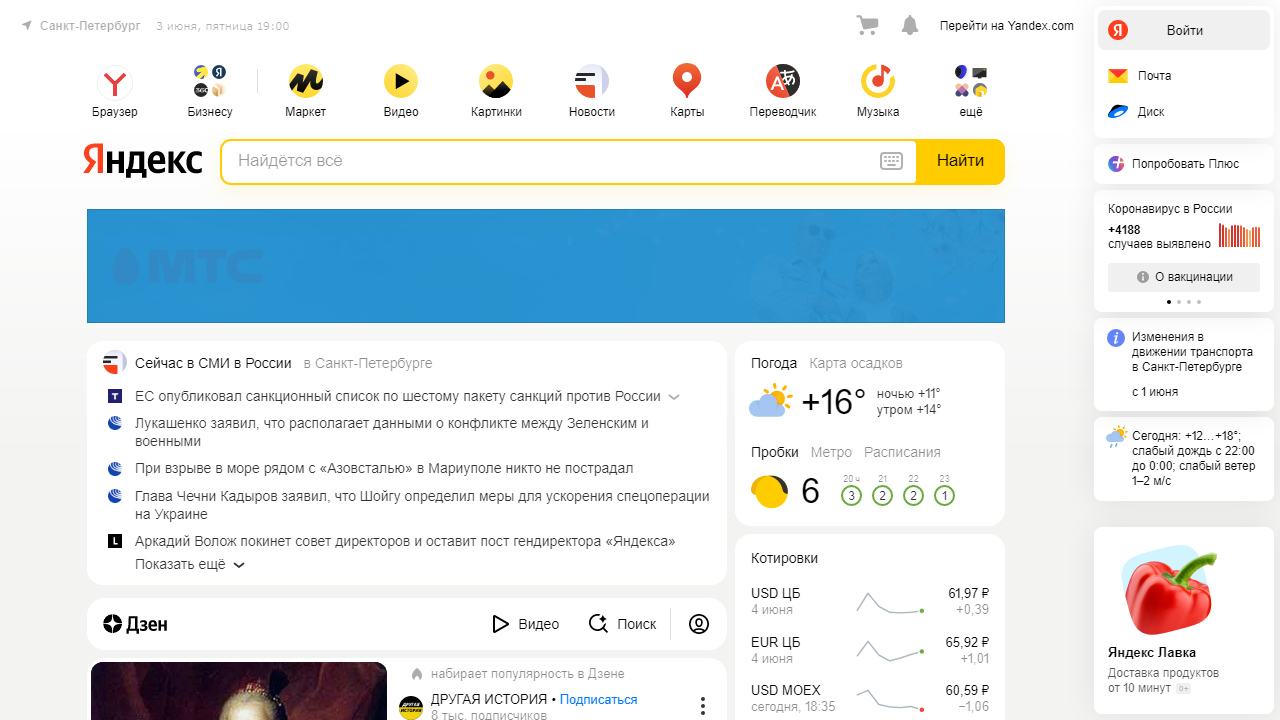 Санкт-Петербург 3 июня, пятница 19:00
Перейти на Yandex.com
Браузер Бизнесу Маркет Видео Картинки Новости Карты Переводчик Музыка ещё
Яндекс Найдётся всё Найти
МТС
Сейчас в СМИ в России в Санкт-Петербурге
ЕС опубликовал санкционный список по шестому пакету санкций против России
Лукашенко заявил, что располагает данными о конфликте между Зеленским и
военными
При взрыве в море рядом с «Азовсталью» в Мариуполе никто не пострадал
Глава Чечни Кадыров заявил, что Шойгу определил меры для ускорения спецоперации
на Украине
Аркадий Волож покинет совет директоров и оставит пост гендиректора «Яндекса»
Показать ещё
Дзен Видео Поиск
набирает популярность в Дзене
ДРУГАЯ ИСТОРИЯ • Подписаться
8 тыс. подписчиков
Погода Карта осадков
+16° ночью +11°
утром +14°
Пробки Метро Расписания
20 ч 21 22 23
6 3 2 2 1
Котировки
USD ЦБ 61,97 ₽
4 июня +0,39
EUR ЦБ 65,92 ₽
4 июня +1,01
USD MOEX 60,59 ₽
сегодня, 18:35 −1,06
Войти
Почта
Диск
Попробовать Плюс
Коронавирус в России
+4188
случаев выявлено
О вакцинации
Изменения в
движении транспорта
в Санкт-Петербурге
с 1 июня
Сегодня: +12…+18°;
слабый дождь с 22:00
до 0:00; слабый ветер
1–2 м/с
Яндекс Лавка
Доставка продуктов
от 10 минут 0+